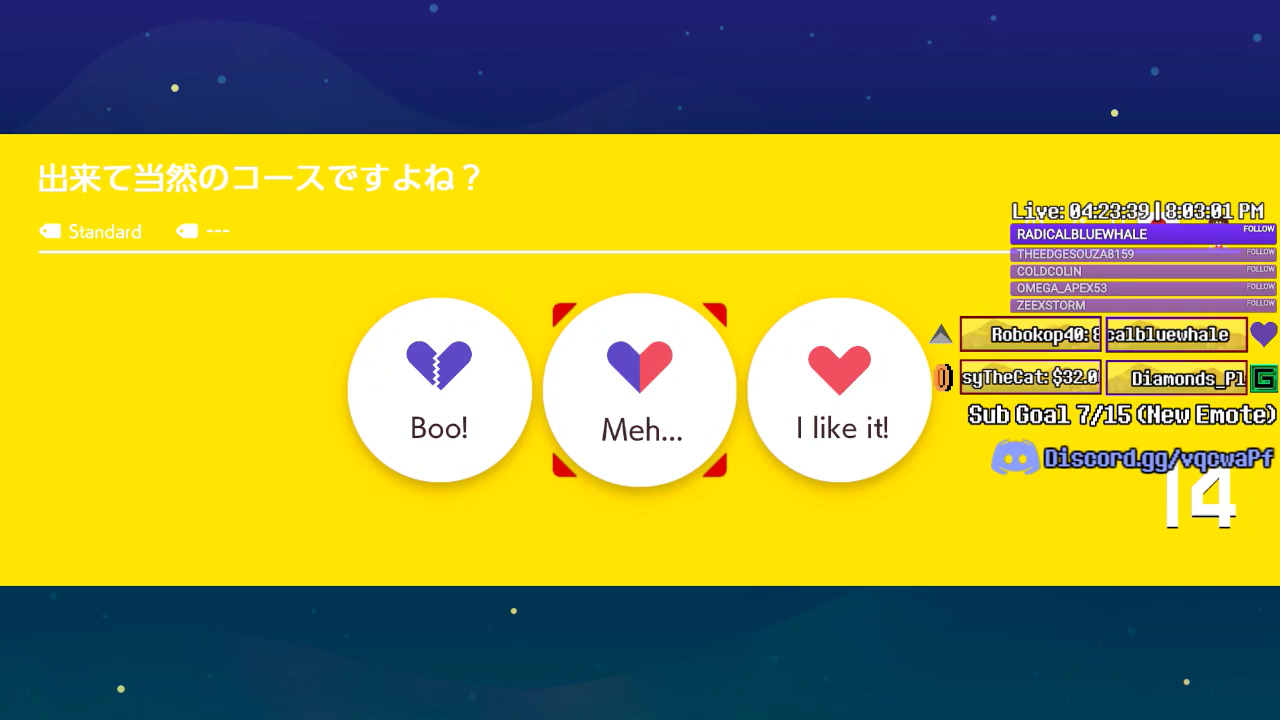 出来て当然のコースですよね？
Standard ---
Live: 04:23:39|8:03:01 PM
RADICALBLUEWHALE FOLLOW
THEEDGESOUZA8159 FOLLOW
COLDCOLIN FOLLOW
OMEGA_APEX53 FOLLOW
ZEEXSTORM FOLLOW
Robokop40: calbluewhale
syTheCat: $32.0 Diamonds_Pl
Sub Goal 7/15 (New Emote)
Discord.gg/vqcwaPf
Boo! Meh... I like it!
14